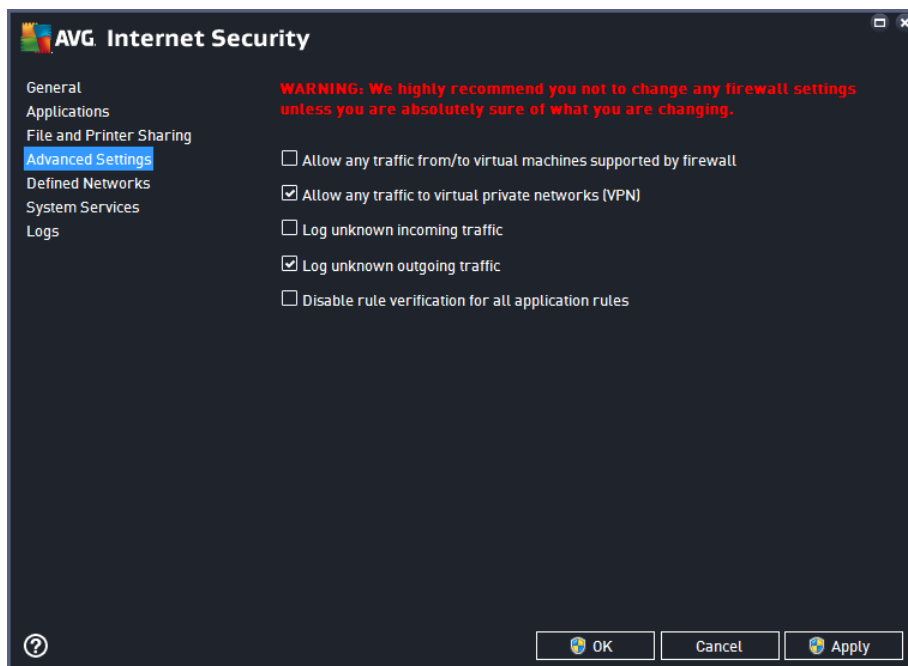 AVG. Internet Security
General
Applications
File and Printer Sharing
Advanced Settings
Defined Networks
System Services
Logs
WARNING: We highly recommend you not to change any firewall settings
unless you are absolutely sure of what you are changing.
Allow any traffic from/to virtual machines supported by firewall
Allow any traffic to virtual private networks (VPN)
Log unknown incoming traffic
Log unknown outgoing traffic
Disable rule verification for all application rules
?
OK
Cancel
Apply